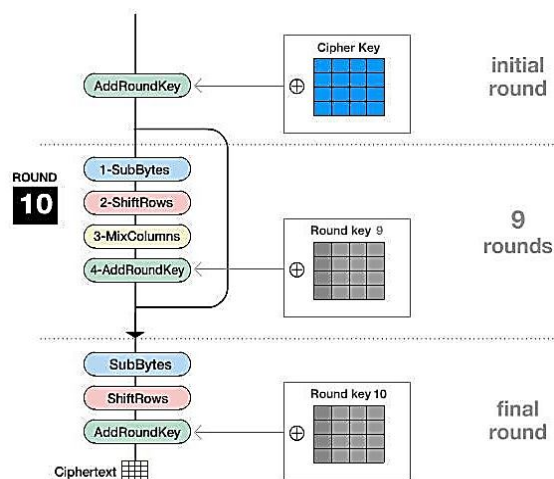 Cipher Key
AddRoundKey
initial
round
ROUND
10
1-SubBytes
2-ShiftRows
3-MixColumns
4-AddRoundKey
Round key 9
9
rounds
SubBytes
ShiftRows
AddRoundKey
Round key 10
final
round
Ciphertext